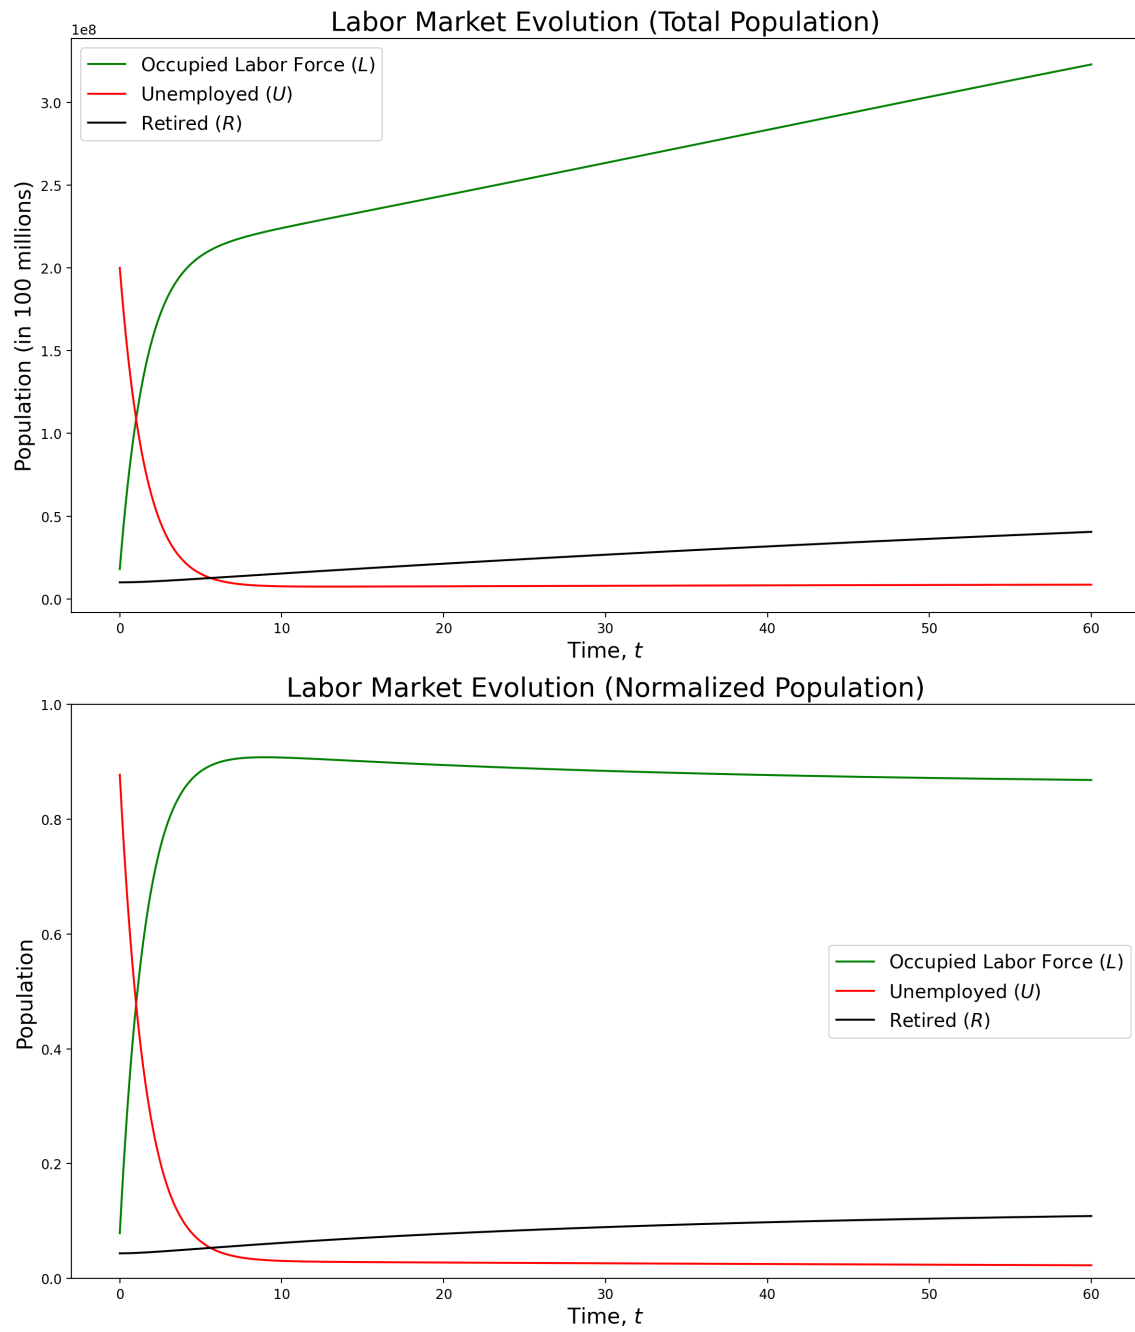 Labor Market Evolution (Total Population)
1e8
Occupied Labor Force (L)
Unemployed (U)
Retired (R)
Population (in 100 millions)
3.0
2.5
2.0
1.5
1.0
0.5
0.0
0 10 20 30 40 50 60
Time, t
Labor Market Evolution (Normalized Population)
1.0
0.8
0.6
0.4
0.2
0.0
Population
Occupied Labor Force (L)
Unemployed (U)
Retired (R)
0 10 20 30 40 50 60
Time, t